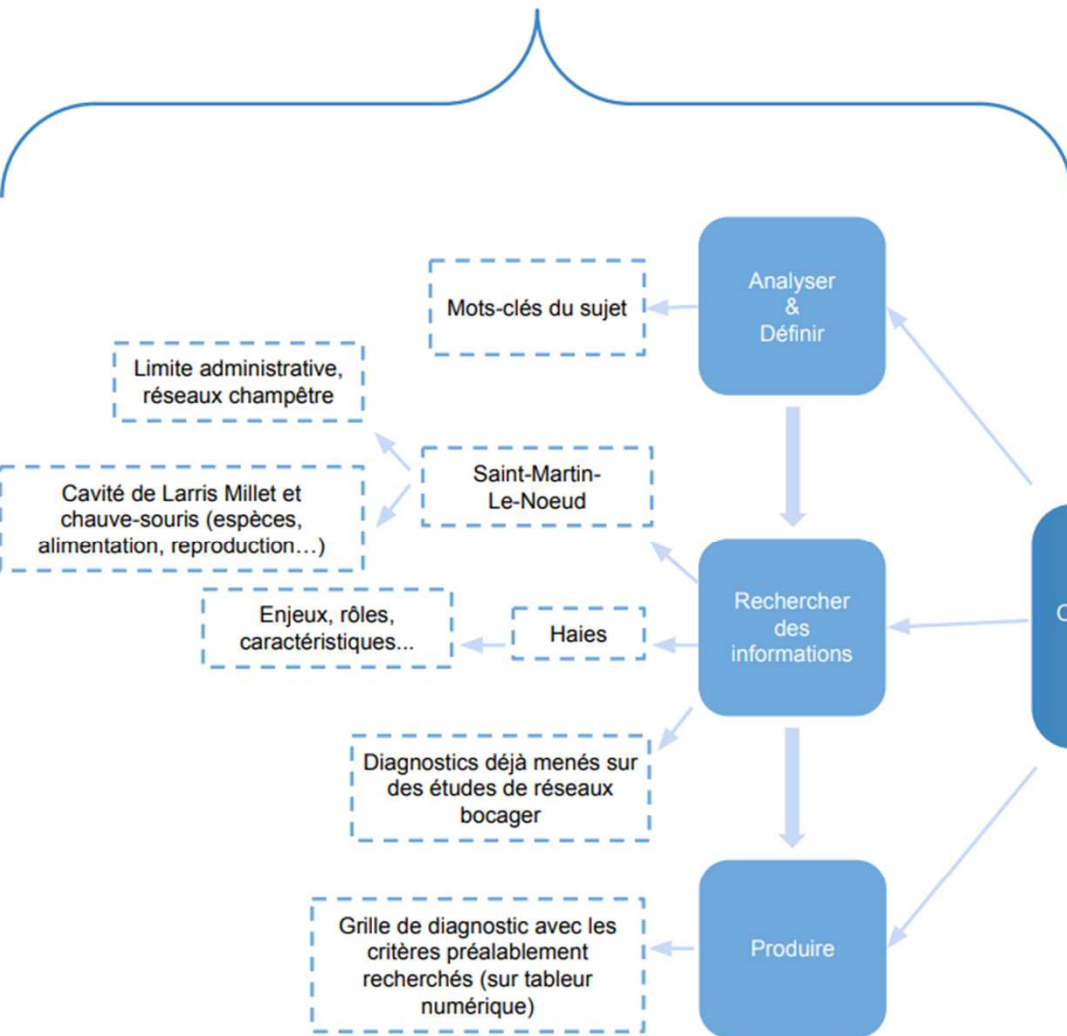 Analyser
&
Définir
Mots-clés du sujet
Limite administrative,
réseaux champêtre
Saint-Martin-
Le-Noeud
Cavité de Larris Millet et
chauve-souris (espèces,
alimentation, reproduction…)
Rechercher
des
informations
Enjeux, rôles,
caractéristiques...
Haies
Diagnostics déjà menés sur
des études de réseaux
bocager
Grille de diagnostic avec les
critères préalablement
recherchés (sur tableur
numérique)
Produire